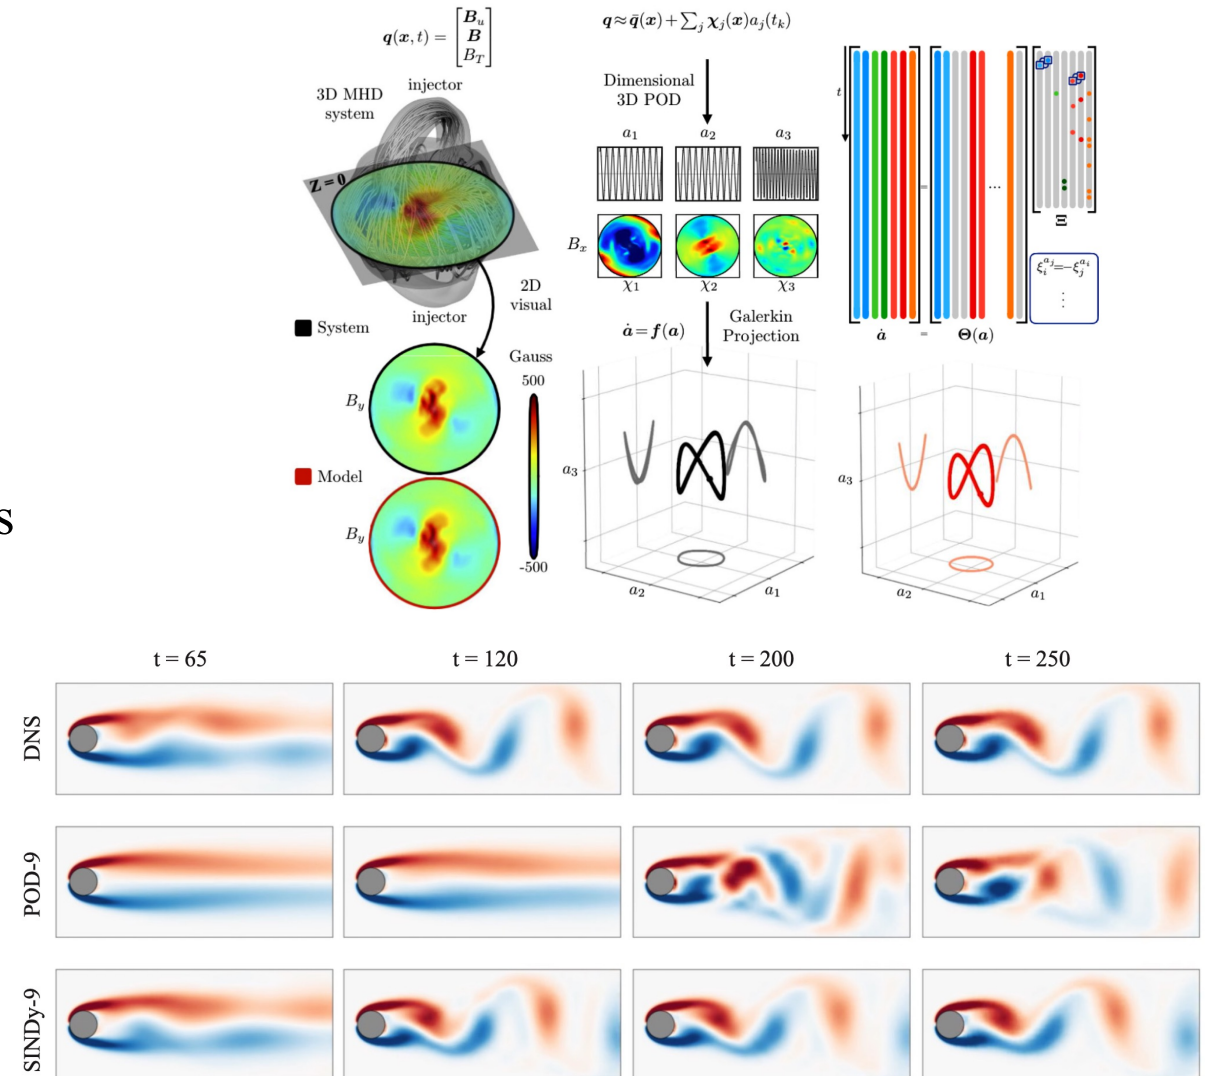 q(x, t) = [B_u B B_T]
3D MHD
system
injector
Z = 0
injector
2D
visual
System
B_y
Gauss
500
-500
Model
B_y
q ≈ q̄(x) + ∑_j χ_j(x)a_j(t_k)
Dimensional
3D POD
a_1 a_2 a_3
B_x
χ_1 χ_2 χ_3
ȧ = f(a)
Galerkin
Projection
a_3
a_2
a_1
t
=
...
Ξ
ξ_i^{a_j} = −ξ_j^{a_i}
⋮
ȧ = Θ(a)
a_3
a_2
a_1
s
t = 65 t = 120 t = 200 t = 250
DNS
POD-9
SINDy-9